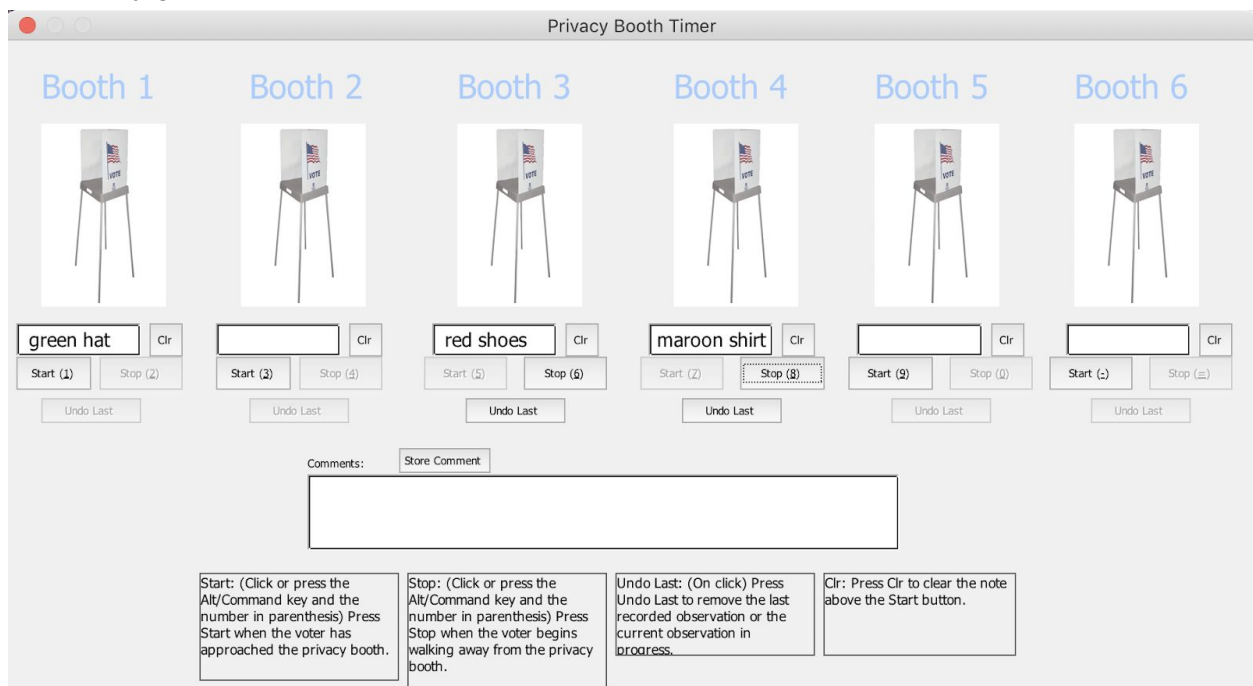 Privacy Booth Timer
Booth 1 Booth 2 Booth 3 Booth 4 Booth 5 Booth 6
VOTE VOTE VOTE VOTE VOTE VOTE
green hat Clr Clr red shoes Clr maroon shirt Clr Clr Clr
Start (1) Stop (2) Start (3) Stop (4) Start (5) Stop (6) Start (7) Stop (8) Start (9) Stop (0) Start (-) Stop (=)
Undo Last Undo Last Undo Last Undo Last Undo Last Undo Last
Comments: Store Comment
Start: (Click or press the
Alt/Command key and the
number in parenthesis) Press
Start when the voter has
approached the privacy booth.
Stop: (Click or press the
Alt/Command key and the
number in parenthesis) Press
Stop when the voter begins
walking away from the privacy
booth.
Undo Last: (On click) Press
Undo Last to remove the last
recorded observation or the
current observation in
progress.
Clr: Press Clr to clear the note
above the Start button.